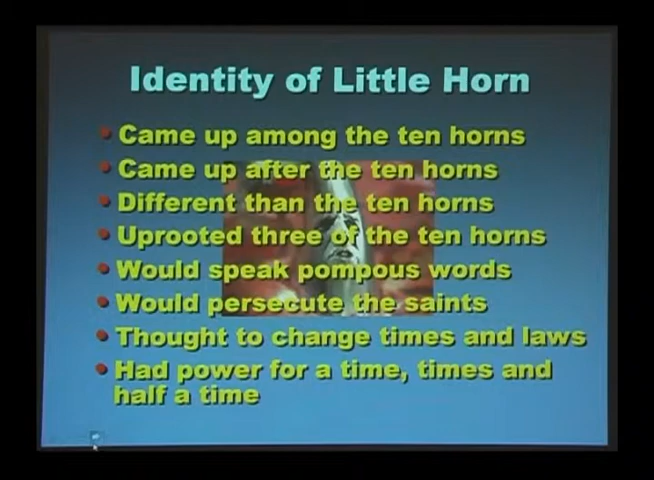 Identity of Little Horn
Came up among the ten horns
Came up after the ten horns
Different than the ten horns
Uprooted three of the ten horns
Would speak pompous words
Would persecute the saints
Thought to change times and laws
Had power for a time, times and
half a time